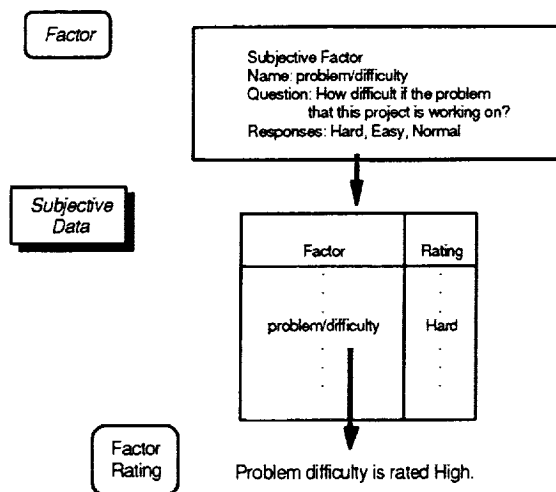 Factor
Subjective Factor
Name: problem/difficulty
Question: How difficult if the problem
that this project is working on?
Responses: Hard, Easy, Normal
Subjective
Data
Factor Rating
problem/difficulty Hard
Factor
Rating
Problem difficulty is rated High.